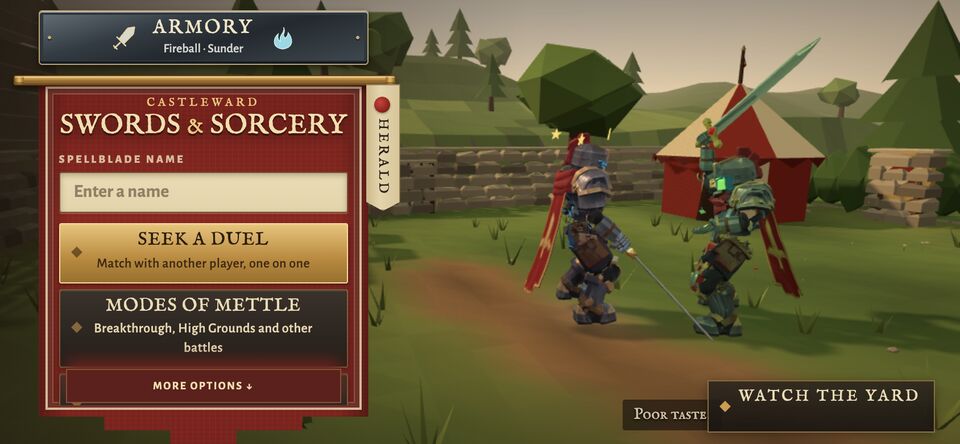 ARMORY
Fireball · Sunder
CASTLEWARD
SWORDS & SORCERY
SPELLBLADE NAME
Enter a name
SEEK A DUEL
Match with another player, one on one
MODES OF METTLE
Breakthrough, High Grounds and other
battles
MORE OPTIONS ↓
HERALD
Poor taste
WATCH THE YARD